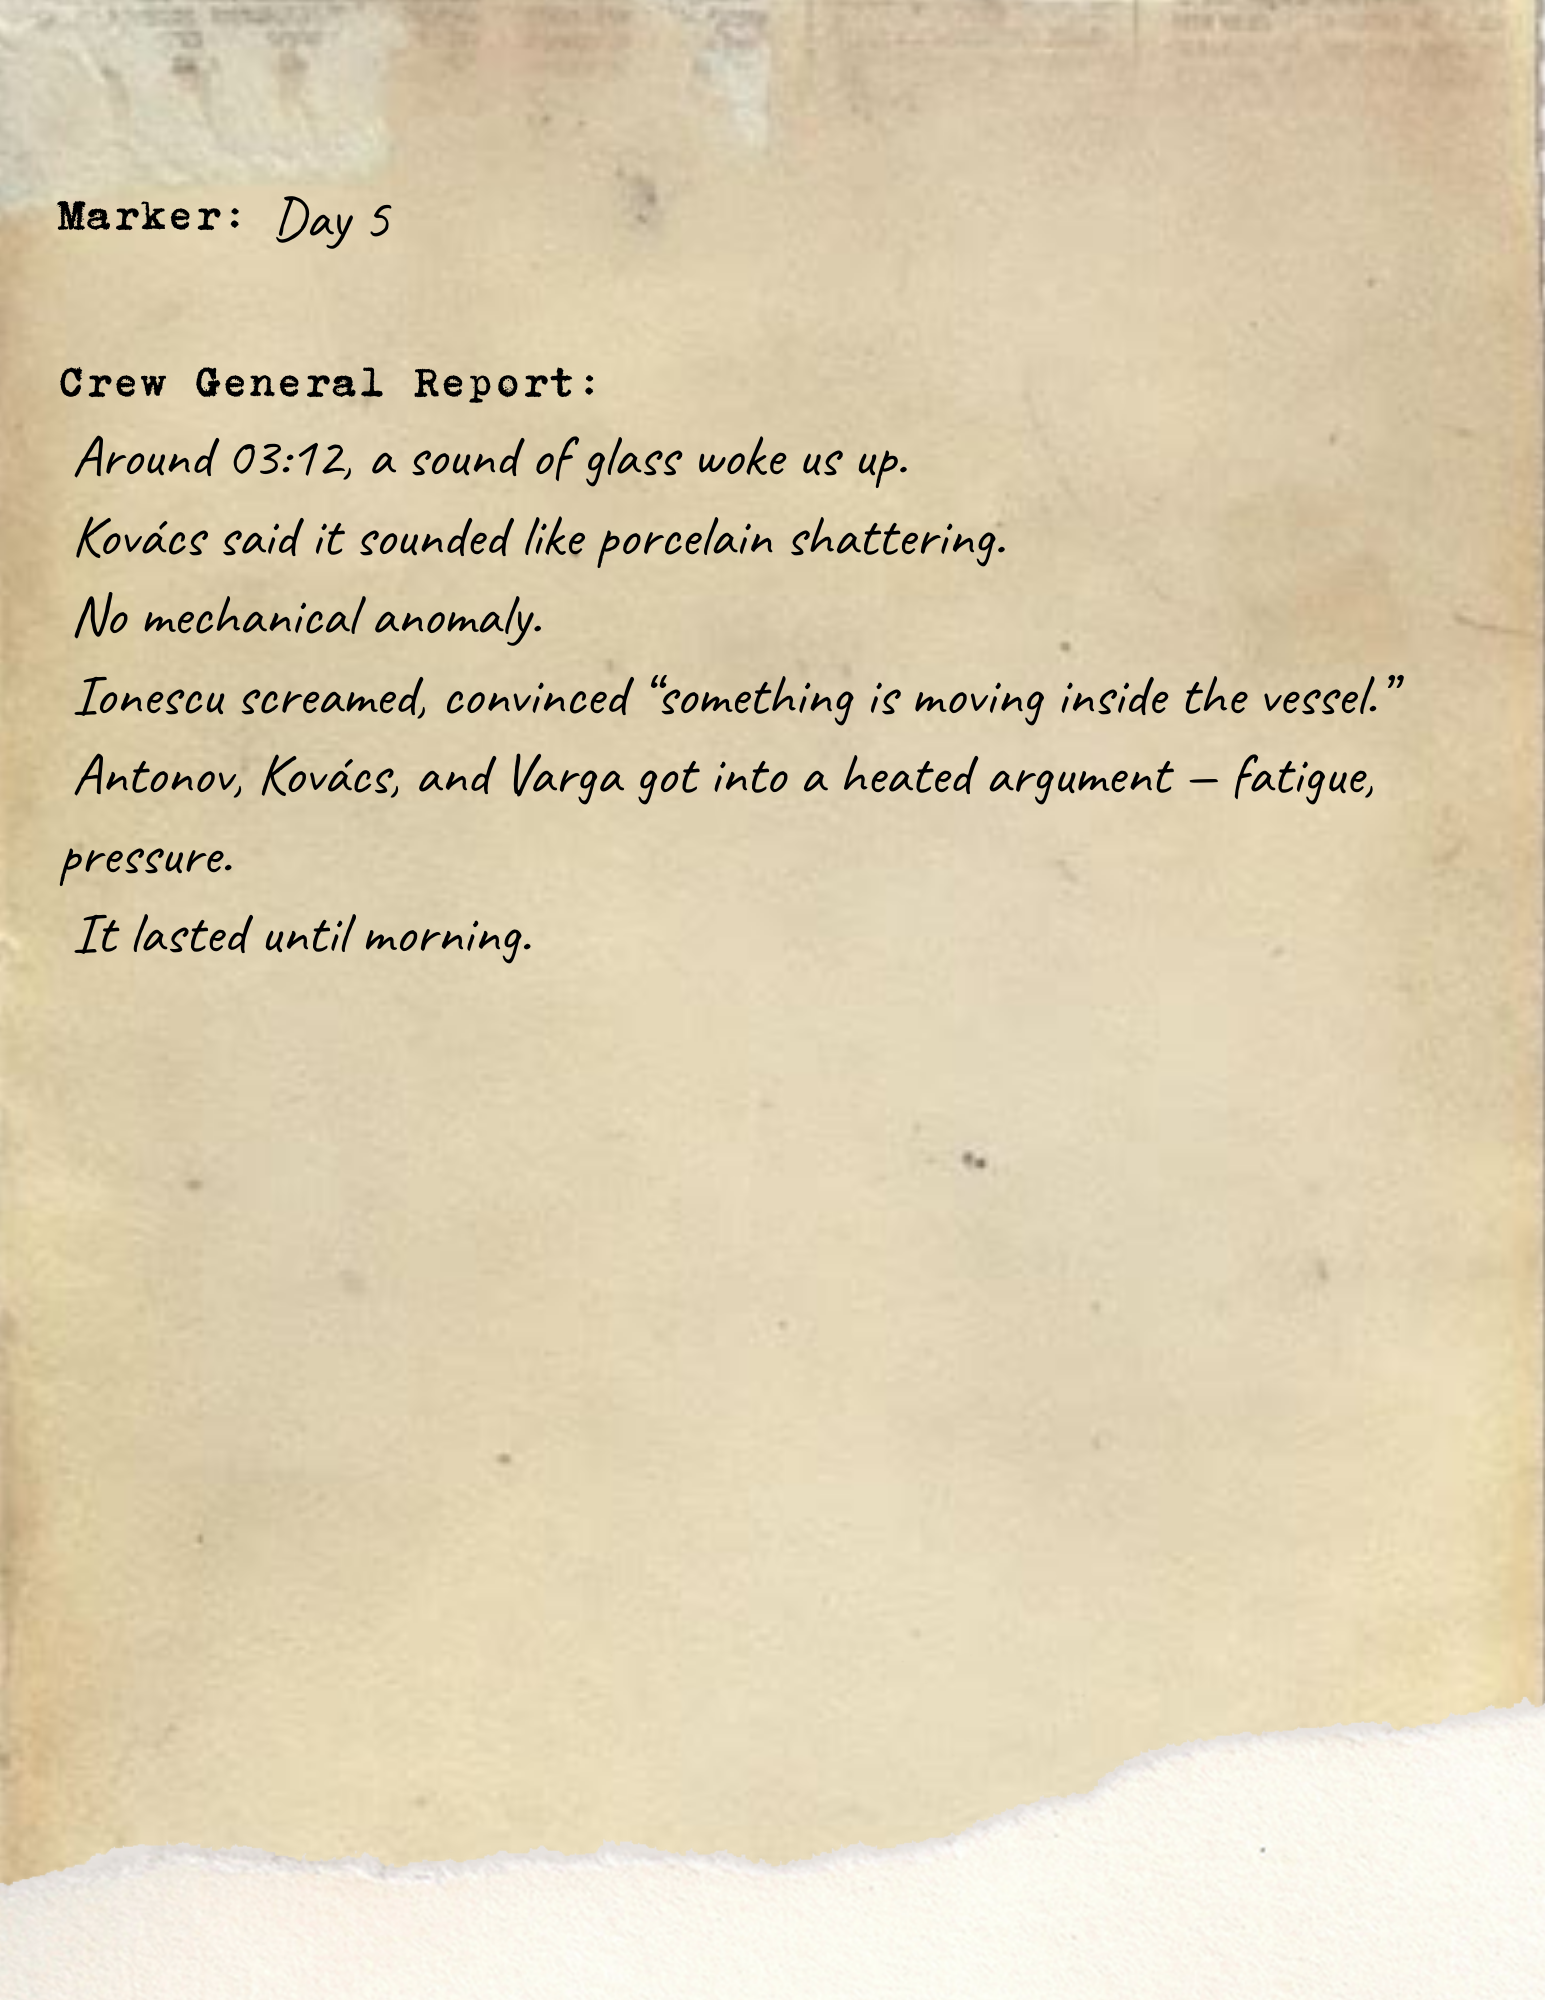 Marker: Day 5
Crew General Report:
Around 03:12, a sound of glass woke us up.
Kovács said it sounded like porcelain shattering.
No mechanical anomaly.
Ionescu screamed, convinced “something is moving inside the vessel.”
Antonov, Kovács, and Varga got into a heated argument – fatigue,
pressure.
It lasted until morning.